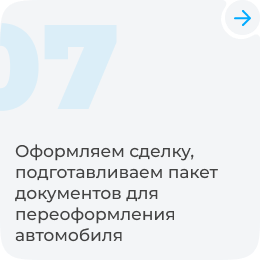 07
Оформляем сделку,
подготавливаем пакет
документов для
переоформления
автомобиля